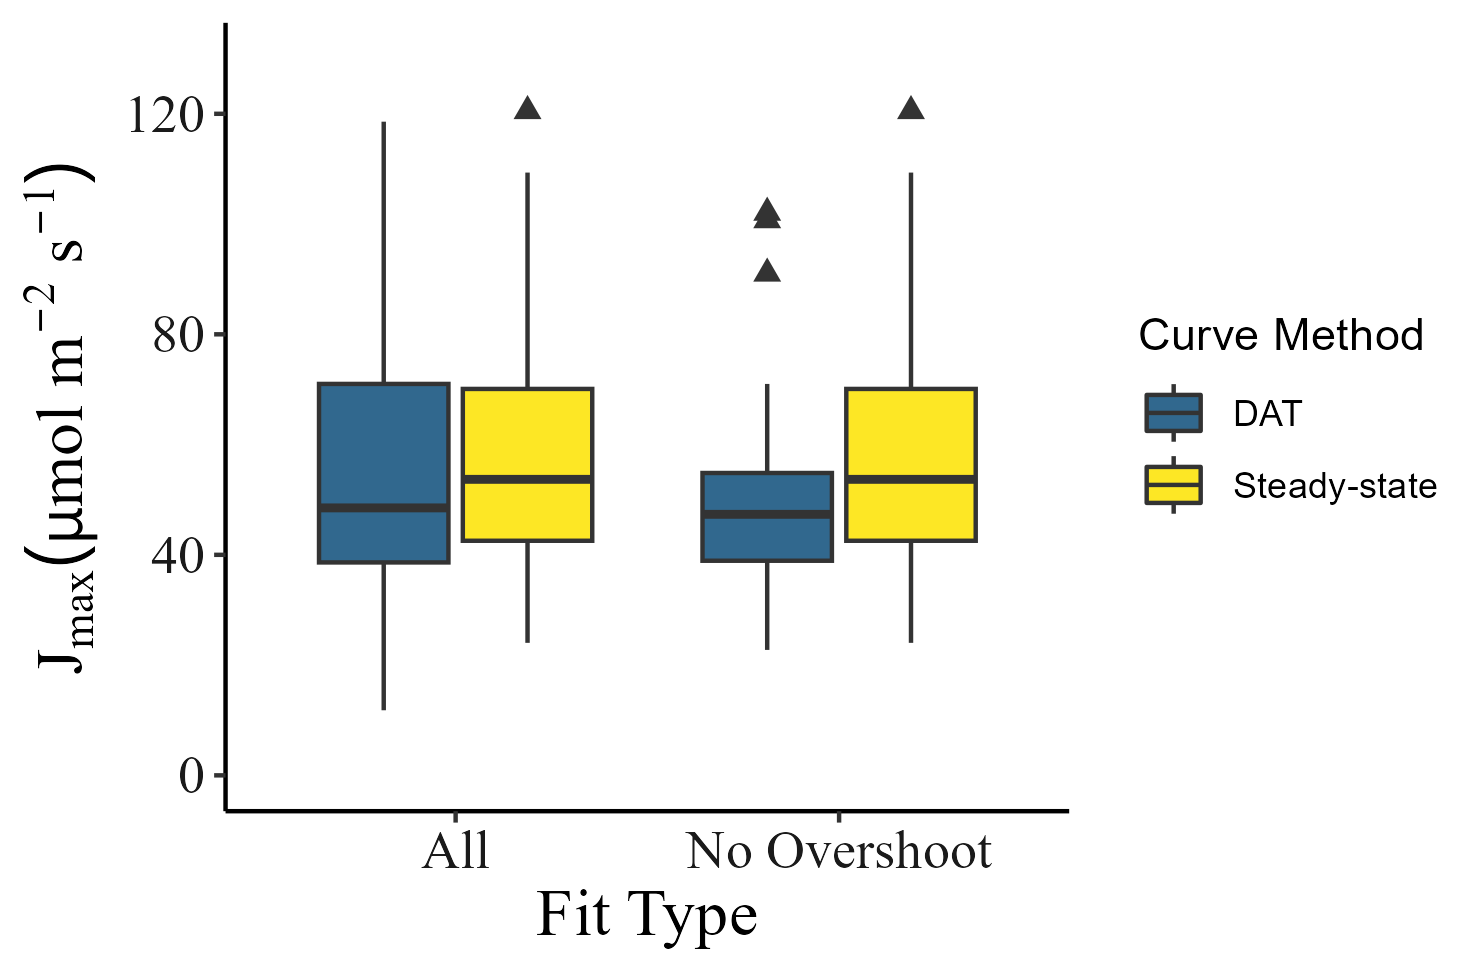 120
80
40
0
Jmax(μmol m−2 s−1)
All
No Overshoot
Fit Type
Curve Method
DAT
Steady-state